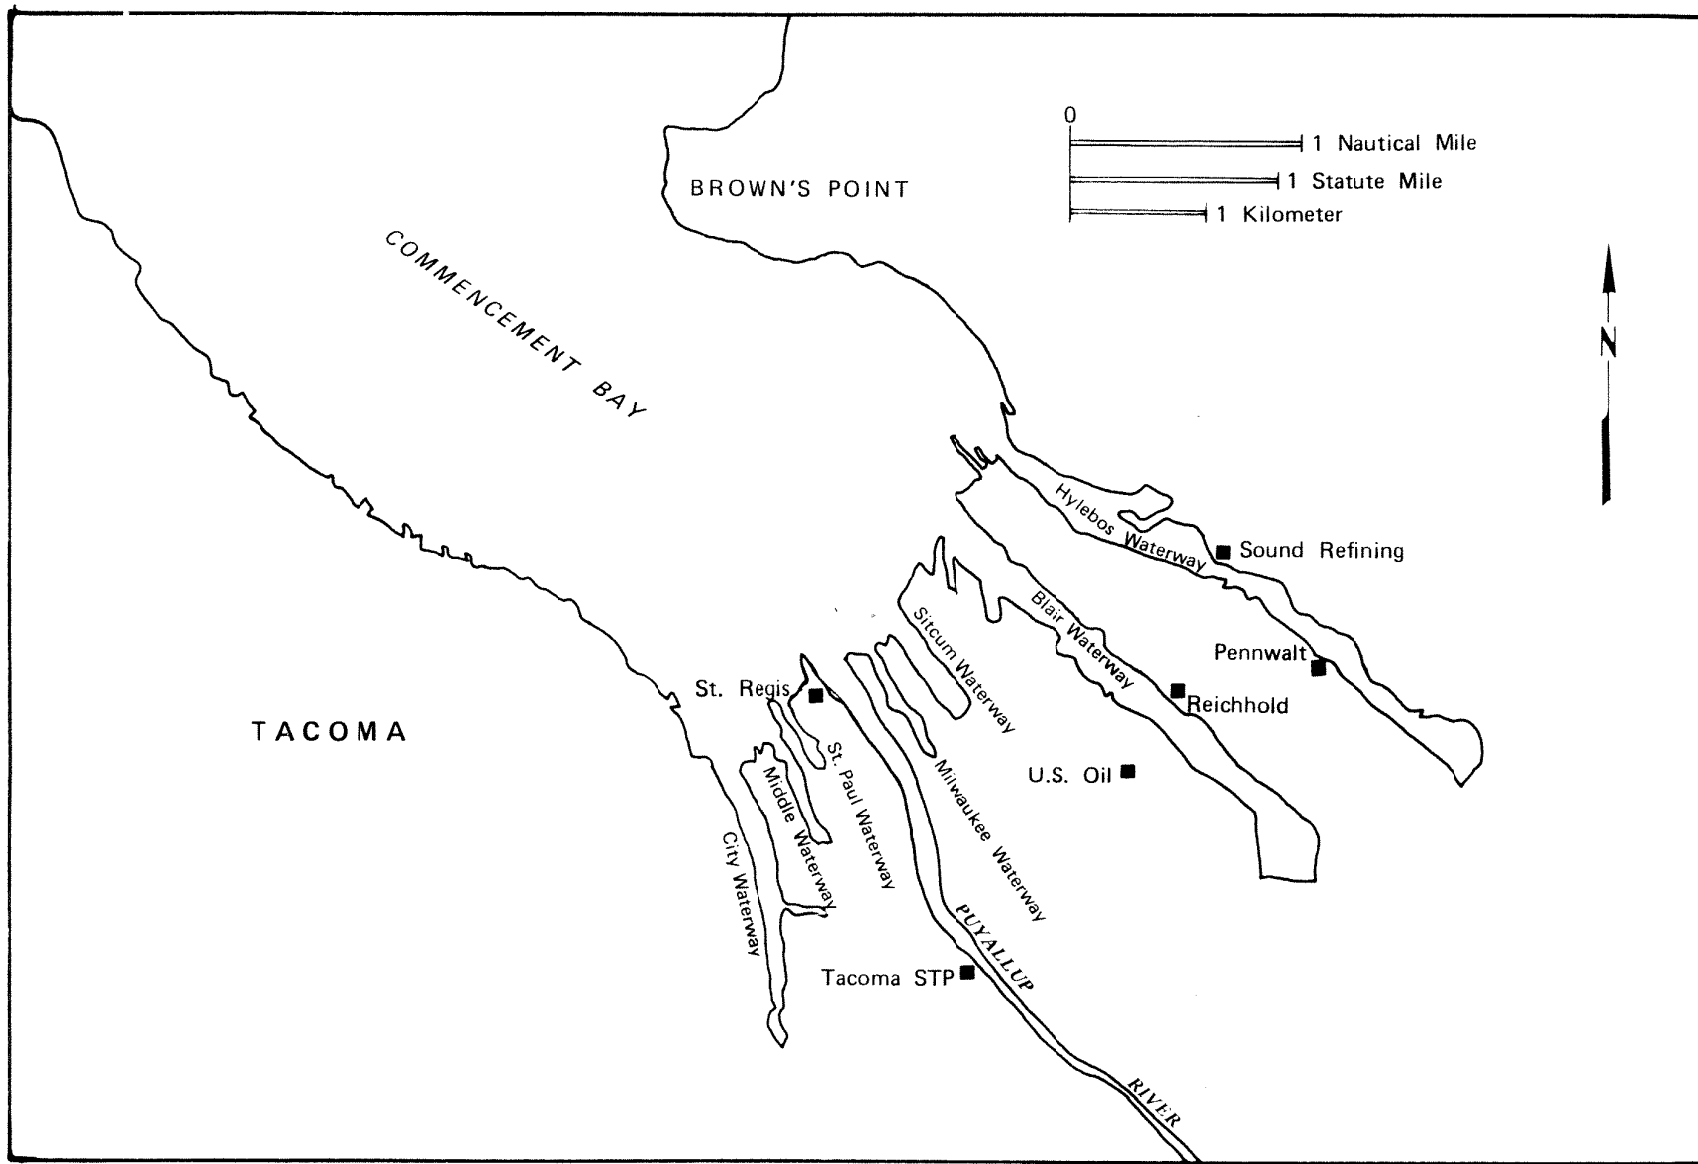 0
1 Nautical Mile
BROWN'S POINT
1 Statute Mile
1 Kilometer
COMMENCEMENT BAY
N
Hylebos Waterway
Sound Refining
Blair Waterway
Sitcum Waterway
Pennwalt
St. Regis
Reichhold
TACOMA
St. Paul Waterway
U.S. Oil
Middle Waterway
Milwaukee Waterway
City Waterway
PUYALLUP RIVER
Tacoma STP